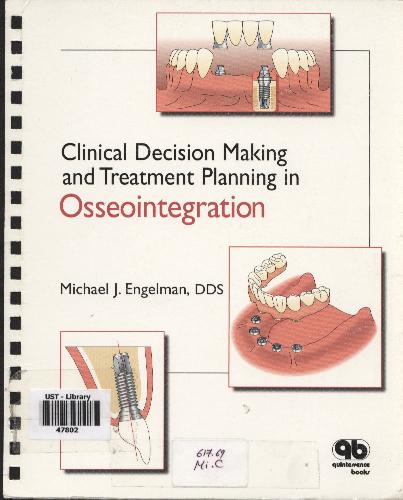 Clinical Decision Making
and Treatment Planning in
Osseointegration
Michael J. Engelman, DDS
UST - Library
47802
617.69
Mi.C
qb
quintessence
books